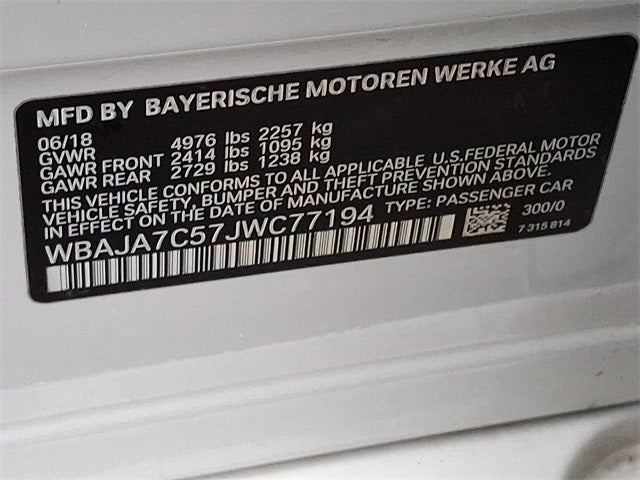 MFD BY BAYERISCHE MOTOREN WERKE AG
06/18
GVWR 4976 lbs 2257 kg
GAWR FRONT 2414 lbs 1095 kg
GAWR REAR 2729 lbs 1238 kg
THIS VEHICLE CONFORMS TO ALL APPLICABLE U.S.FEDERAL MOTOR
VEHICLE SAFETY, BUMPER AND THEFT PREVENTION STANDARDS
IN EFFECT ON THE DATE OF MANUFACTURE SHOWN ABOVE.
WBAJA7C57JWC77194 TYPE: PASSENGER CAR
300/0
7 315 814